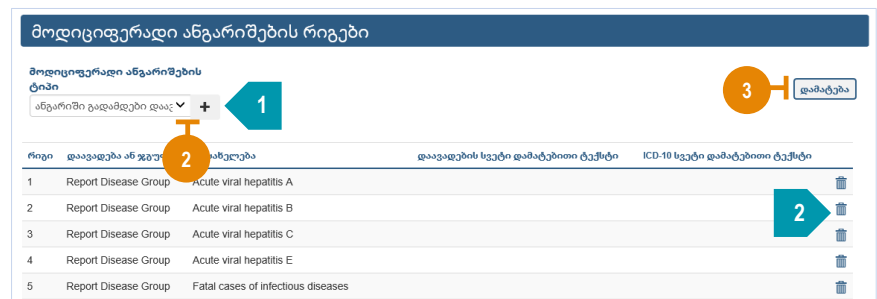 მოდიციფერადი ანგარიშების რიგები
მოდიციფერადი ანგარიშების
ტიპი
ანგარიში გადამდები +
1
3
დამატება
2
რიგი დაავადება ან დაავადების სვეტი დამატებითი ტექსტი ICD-10 სვეტი დამატებითი ტექსტი
1 Report Disease Group Acute viral hepatitis A
2 Report Disease Group Acute viral hepatitis B
2
3 Report Disease Group Acute viral hepatitis C
4 Report Disease Group Acute viral hepatitis E
5 Report Disease Group Fatal cases of infectious diseases